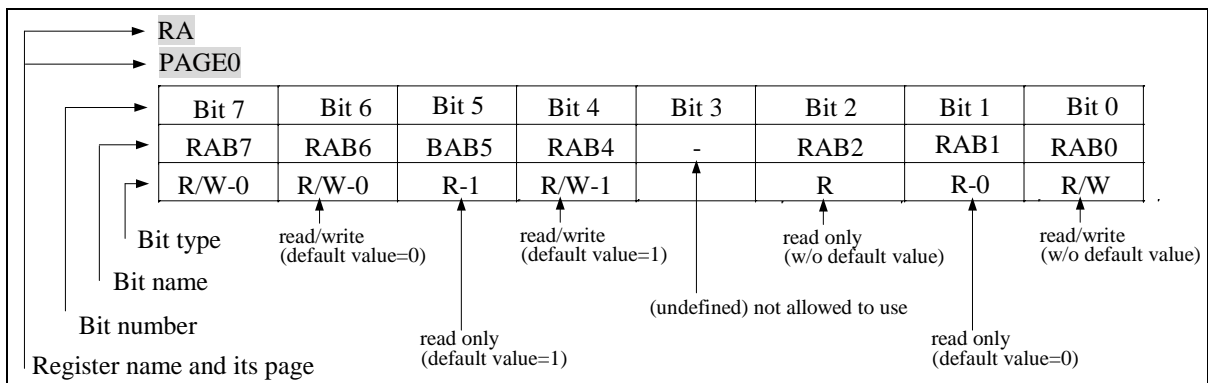 RA
PAGE0
Bit 7 Bit 6 Bit 5 Bit 4 Bit 3 Bit 2 Bit 1 Bit 0
RAB7 RAB6 BAB5 RAB4 - RAB2 RAB1 RAB0
R/W-0 R/W-0 R-1 R/W-1 R R-0 R/W
Bit type
read/write
(default value=0)
read/write
(default value=1)
read only
(w/o default value)
read/write
(w/o default value)
Bit name
(undefined) not allowed to use
Bit number
read only
(default value=1)
read only
(default value=0)
Register name and its page